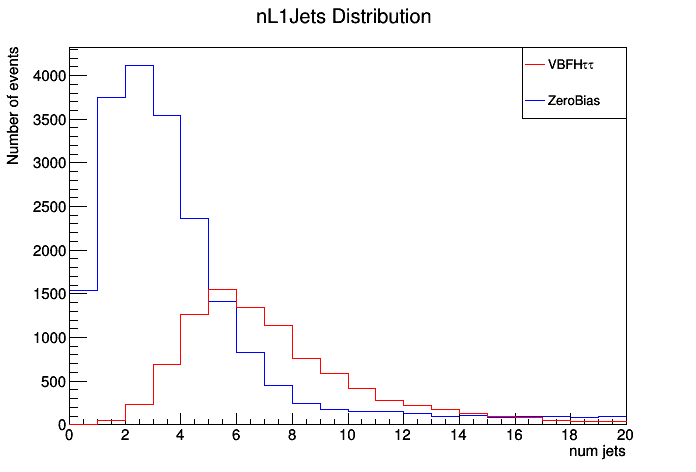 nL1Jets Distribution
Number of events
VBFHττ
ZeroBias
4000
3500
3000
2500
2000
1500
1000
500
0
0 2 4 6 8 10 12 14 16 18 20
num jets